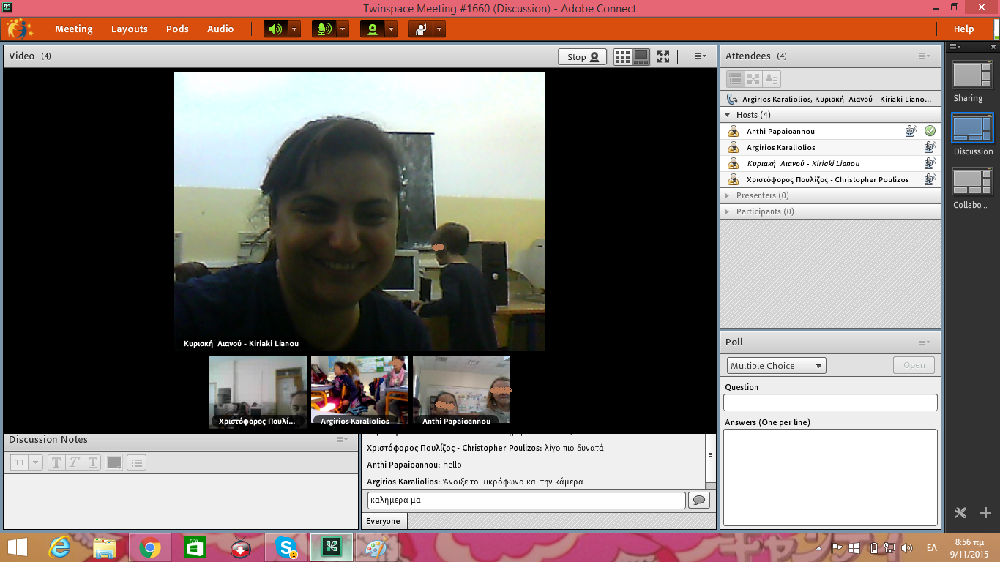 Twinspace Meeting #1660 (Discussion) - Adobe Connect
Meeting Layouts Pods Audio Help
Video (4)
Stop
Κυριακή Λιανού - Kiriaki Lianou
Χριστόφορος Πουλί...
Argirios Karaliolios
Anthi Papaioannou
Attendees (4)
Argirios Karaliolios, Κυριακή Λιανού - Kiriaki Liano...
Hosts (4)
Anthi Papaioannou
Argirios Karaliolios
Κυριακή Λιανού - Kiriaki Lianou
Χριστόφορος Πουλίζος - Christopher Poulizos
Presenters (0)
Participants (0)
Sharing
Discussion
Collabo...
Poll
Multiple Choice
Open
Question
Answers (One per line)
Discussion Notes
11 T T T
Χριστόφορος Πουλίζος - Christopher Poulizos: λίγο πιο δυνατά
Anthi Papaioannou: hello
Argirios Karaliolios: Άνοιξε το μικρόφωνο και την κάμερα
καλημερα μα
Everyone
ΕΛ
8:56 πμ
9/11/2015